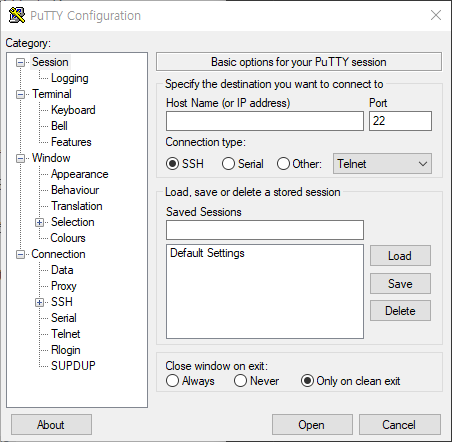 PuTTY Configuration
Category:
Session
Logging
Terminal
Keyboard
Bell
Features
Window
Appearance
Behaviour
Translation
Selection
Colours
Connection
Data
Proxy
SSH
Serial
Telnet
Rlogin
SUPDUP
Basic options for your PuTTY session
Specify the destination you want to connect to
Host Name (or IP address) Port
22
Connection type:
SSH Serial Other: Telnet
Load, save or delete a stored session
Saved Sessions
Default Settings
Load
Save
Delete
Close window on exit:
Always Never Only on clean exit
About Open Cancel